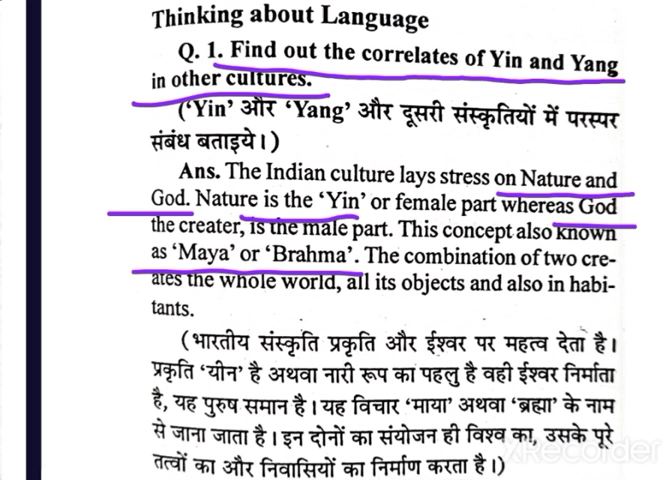 Thinking about Language
Q. 1. Find out the correlates of Yin and Yang
in other cultures.
('Yin' और 'Yang' और दूसरी संस्कृतियों में परस्पर
संबंध बताइये।)
Ans. The Indian culture lays stress on Nature and
God. Nature is the 'Yin' or female part whereas God
the creater, is the male part. This concept also known
as 'Maya' or 'Brahma'. The combination of two cre-
ates the whole world, all its objects and also in habi-
tants.
(भारतीय संस्कृति प्रकृति और ईश्वर पर महत्व देता है।
प्रकृति 'यीन' है अथवा नारी रूप का पहलु है वही ईश्वर निर्माता
है, यह पुरुष समान है। यह विचार 'माया' अथवा 'ब्रह्मा' के नाम
से जाना जाता है। इन दोनों का संयोजन ही विश्व का, उसके पूरे
तत्वों का और निवासियों का निर्माण करता है।)
XRecorder